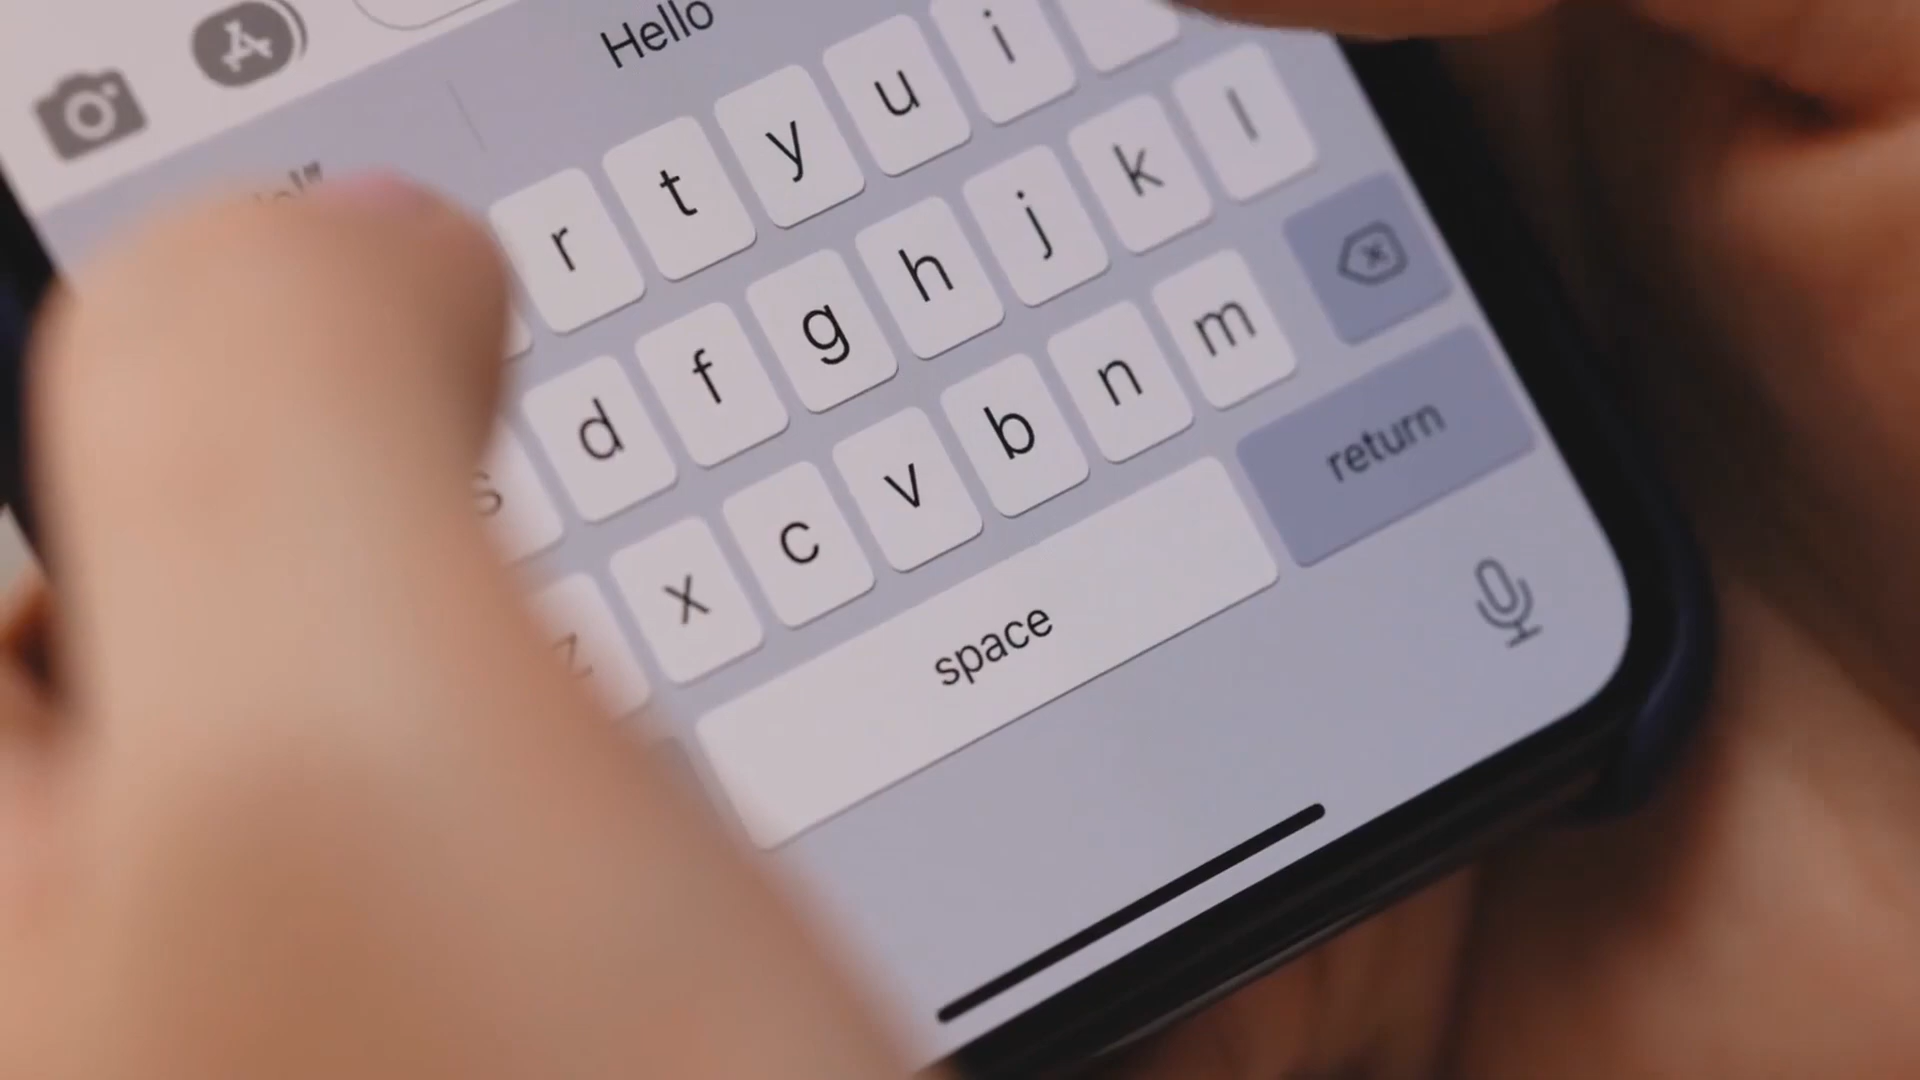 Hello
r t y u i
s d f g h j k l
z x c v b n m
space return